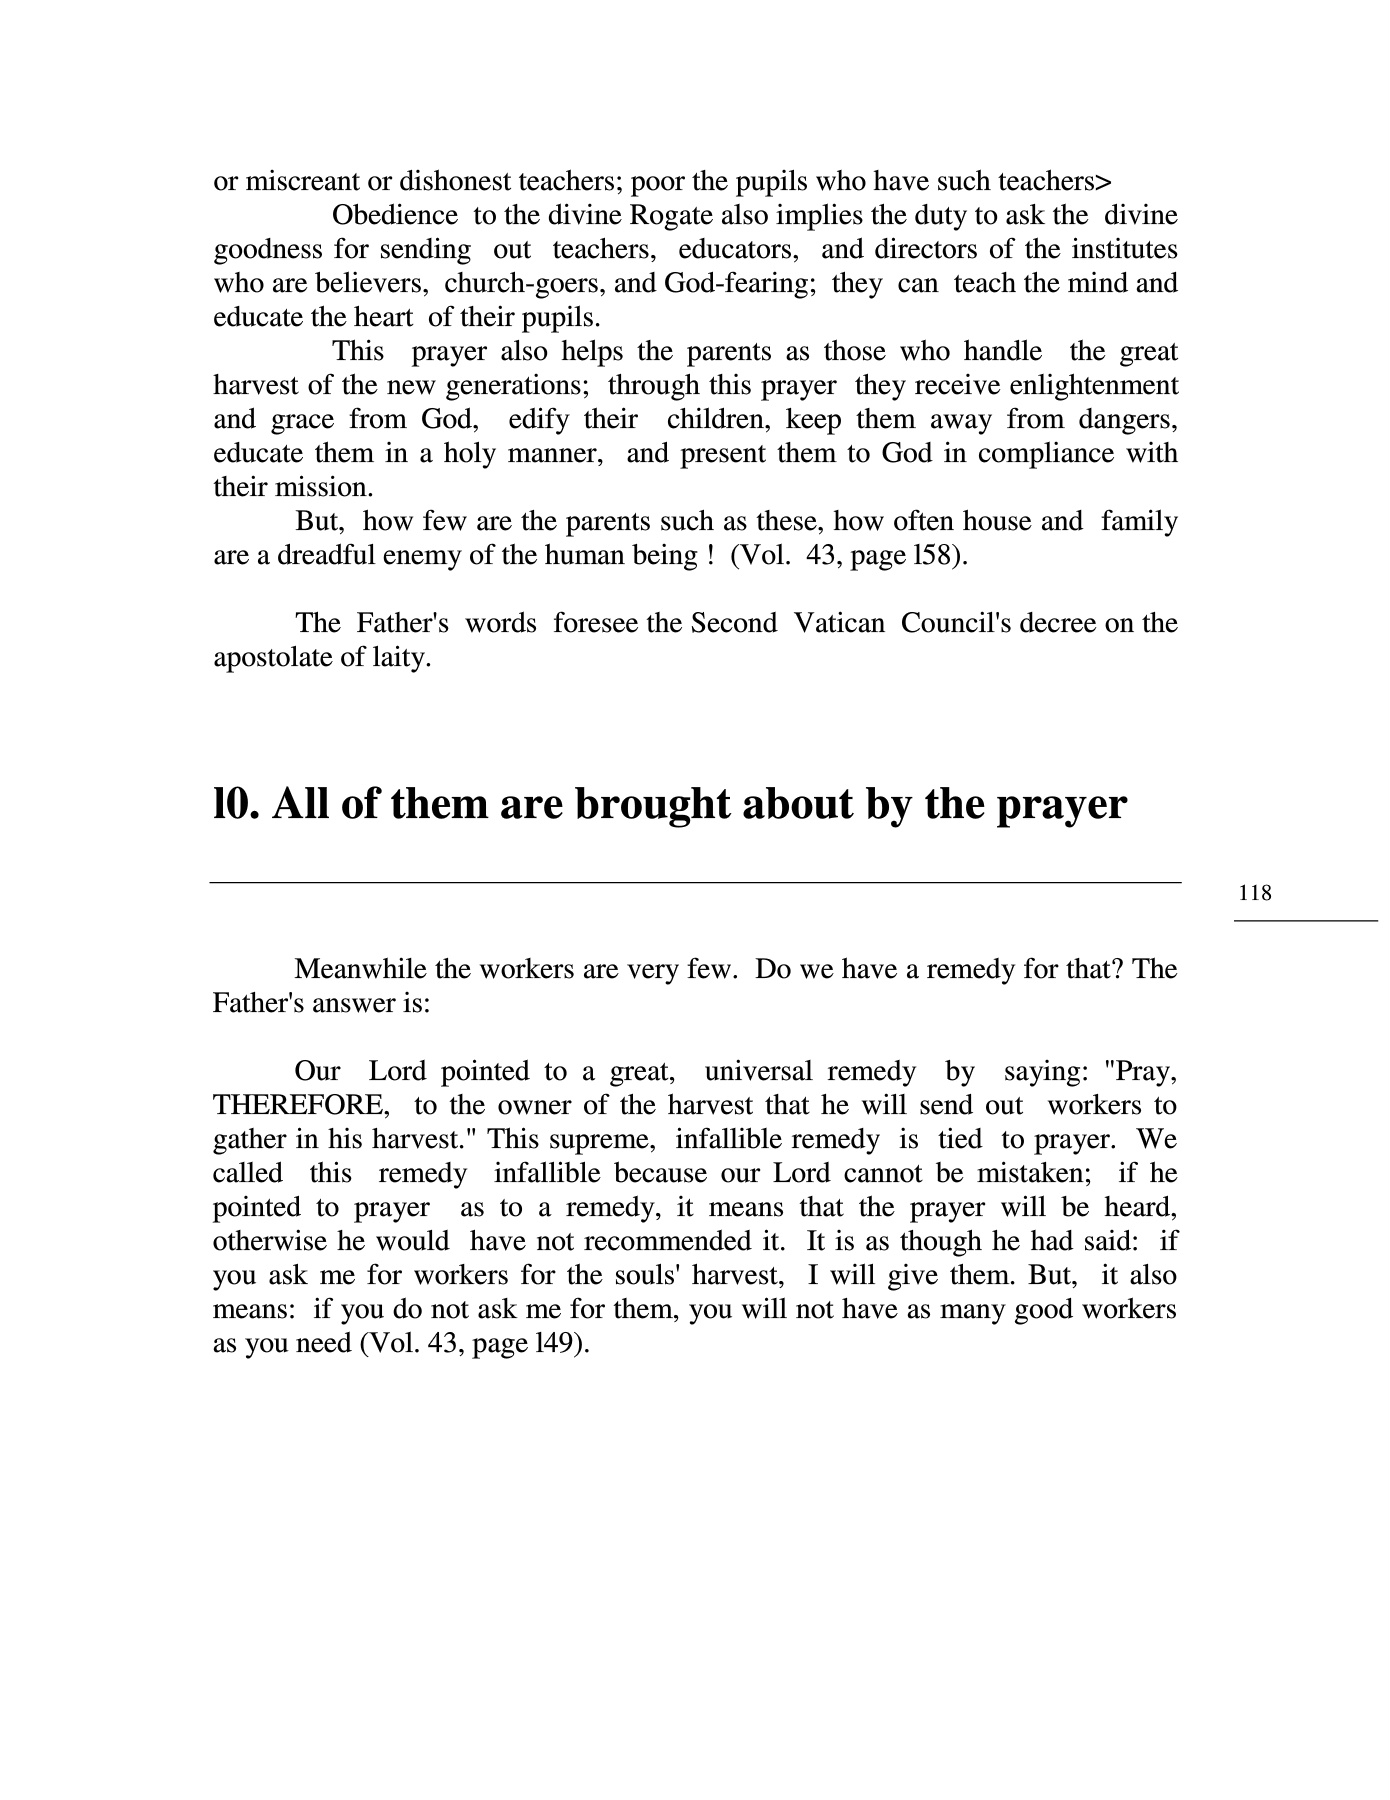 or miscreant or dishonest teachers; poor the pupils who have such teachers>
Obedience to the divine Rogate also implies the duty to ask the divine
goodness for sending out teachers, educators, and directors of the institutes
who are believers, church-goers, and God-fearing; they can teach the mind and
educate the heart of their pupils.
This prayer also helps the parents as those who handle the great
harvest of the new generations; through this prayer they receive enlightenment
and grace from God, edify their children, keep them away from dangers,
educate them in a holy manner, and present them to God in compliance with
their mission.
But, how few are the parents such as these, how often house and family
are a dreadful enemy of the human being ! (Vol. 43, page l58).
The Father's words foresee the Second Vatican Council's decree on the
apostolate of laity.
l0. All of them are brought about by the prayer
118
Meanwhile the workers are very few. Do we have a remedy for that? The
Father's answer is:
Our Lord pointed to a great, universal remedy by saying: "Pray,
THEREFORE, to the owner of the harvest that he will send out workers to
gather in his harvest." This supreme, infallible remedy is tied to prayer. We
called this remedy infallible because our Lord cannot be mistaken; if he
pointed to prayer as to a remedy, it means that the prayer will be heard,
otherwise he would have not recommended it. It is as though he had said: if
you ask me for workers for the souls' harvest, I will give them. But, it also
means: if you do not ask me for them, you will not have as many good workers
as you need (Vol. 43, page l49).